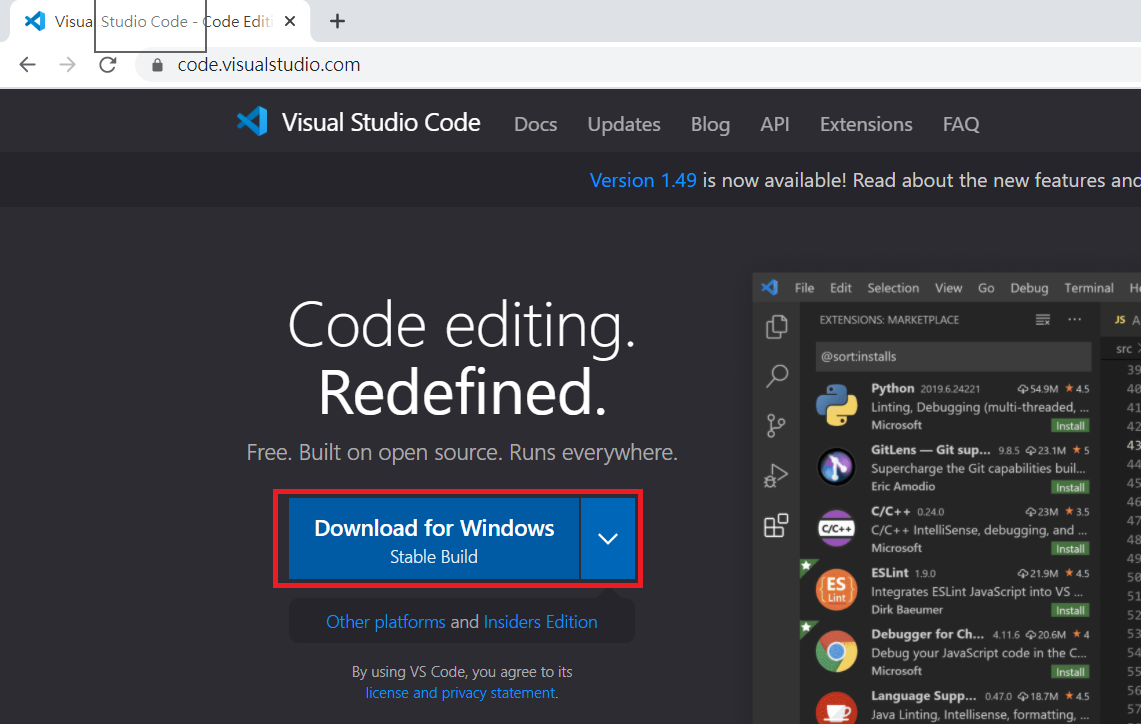 Visual Studio Code - Code Edit
code.visualstudio.com
Visual Studio Code Docs Updates Blog API Extensions FAQ
Version 1.49 is now available! Read about the new features and
Code editing.
Redefined.
Free. Built on open source. Runs everywhere.
Download for Windows
Stable Build
Other platforms and Insiders Edition
By using VS Code, you agree to its
license and privacy statement.
File Edit Selection View Go Debug Terminal He
EXTENSIONS: MARKETPLACE ···
@sort:installs
Python 2019.6.24221 54.9M ★ 4.5
Linting, Debugging (multi-threaded, ...
Microsoft Install
GitLens — Git sup... 9.8.5 23.1M ★ 5
Supercharge the Git capabilities buil...
Eric Amodio Install
C/C++
C/C++ 0.24.0 23M ★ 3.5
C/C++ IntelliSense, debugging, and ...
Microsoft Install
ES
Lint
ESLint 1.9.0 21.9M ★ 4.5
Integrates ESLint JavaScript into VS ...
Dirk Baeumer Install
Debugger for Ch... 4.11.6 20.6M ★ 4
Debug your JavaScript code in the C...
Microsoft Install
Language Supp... 0.47.0 18.7M ★ 4.5
Java Linting, Intellisense, formatting, ...
JS A
src
39
40
41
42
43
44
45
46
47
48
49
50
51
52
53
54
55
56
57